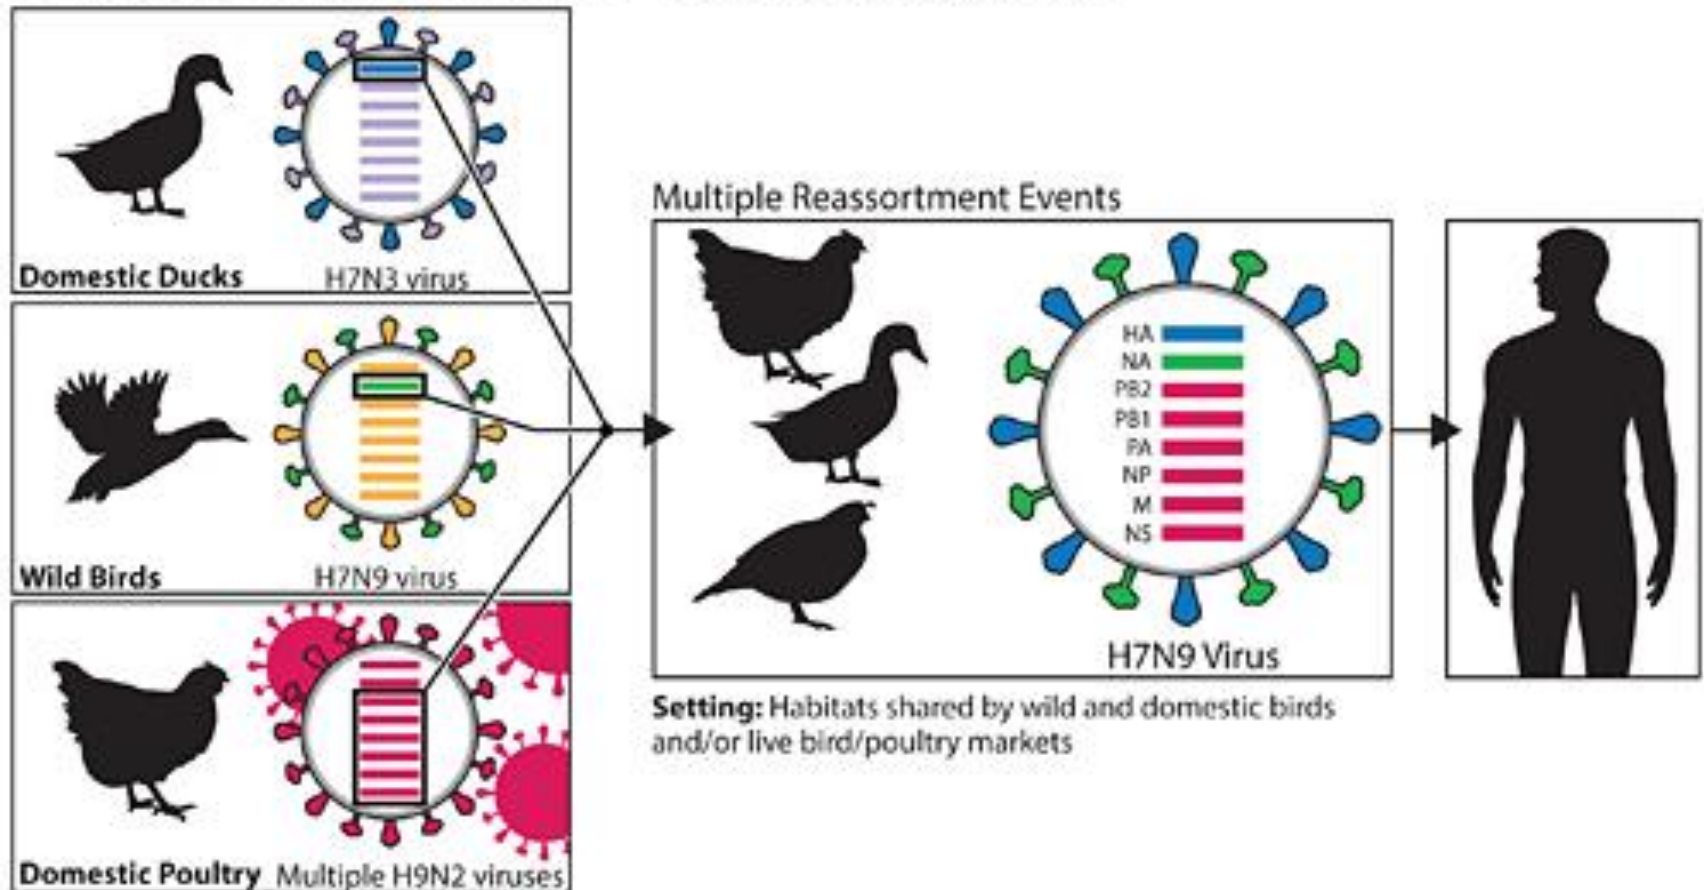 Domestic Ducks
H7N3 virus
Wild Birds
H7N9 virus
Domestic Poultry
Multiple H9N2 viruses
Multiple Reassortment Events
HA
NA
PB2
PB1
PA
NP
M
NS
H7N9 Virus
Setting: Habitats shared by wild and domestic birds
and/or live bird/poultry markets